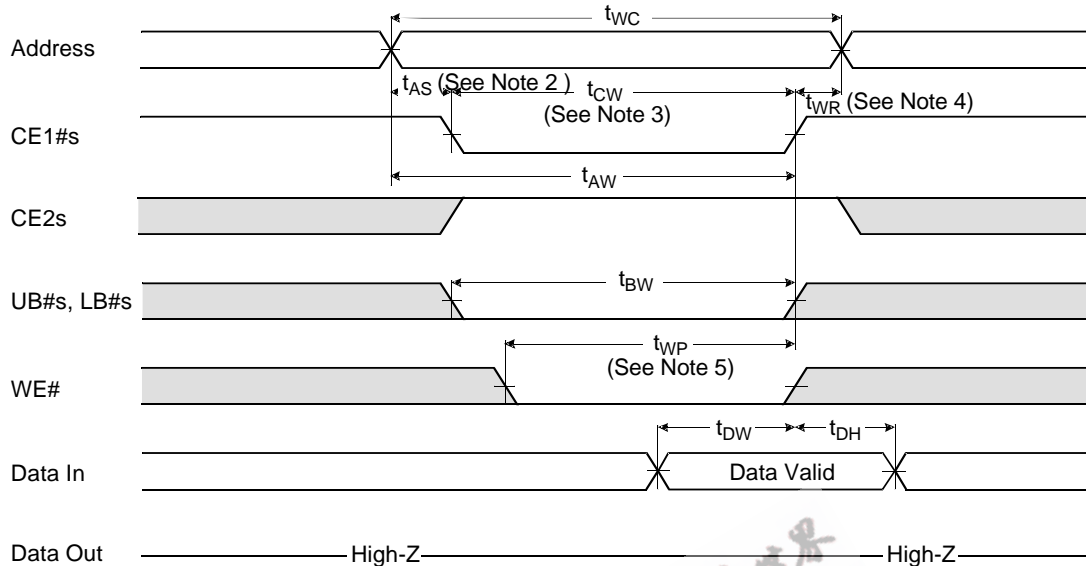 tWC
Address
tAS (See Note 2 )
tCW
(See Note 3)
tWR (See Note 4)
CE1#s
tAW
CE2s
tBW
UB#s, LB#s
tWP
(See Note 5)
WE#
tDW
tDH
Data In
Data Valid
Data Out
High-Z
High-Z